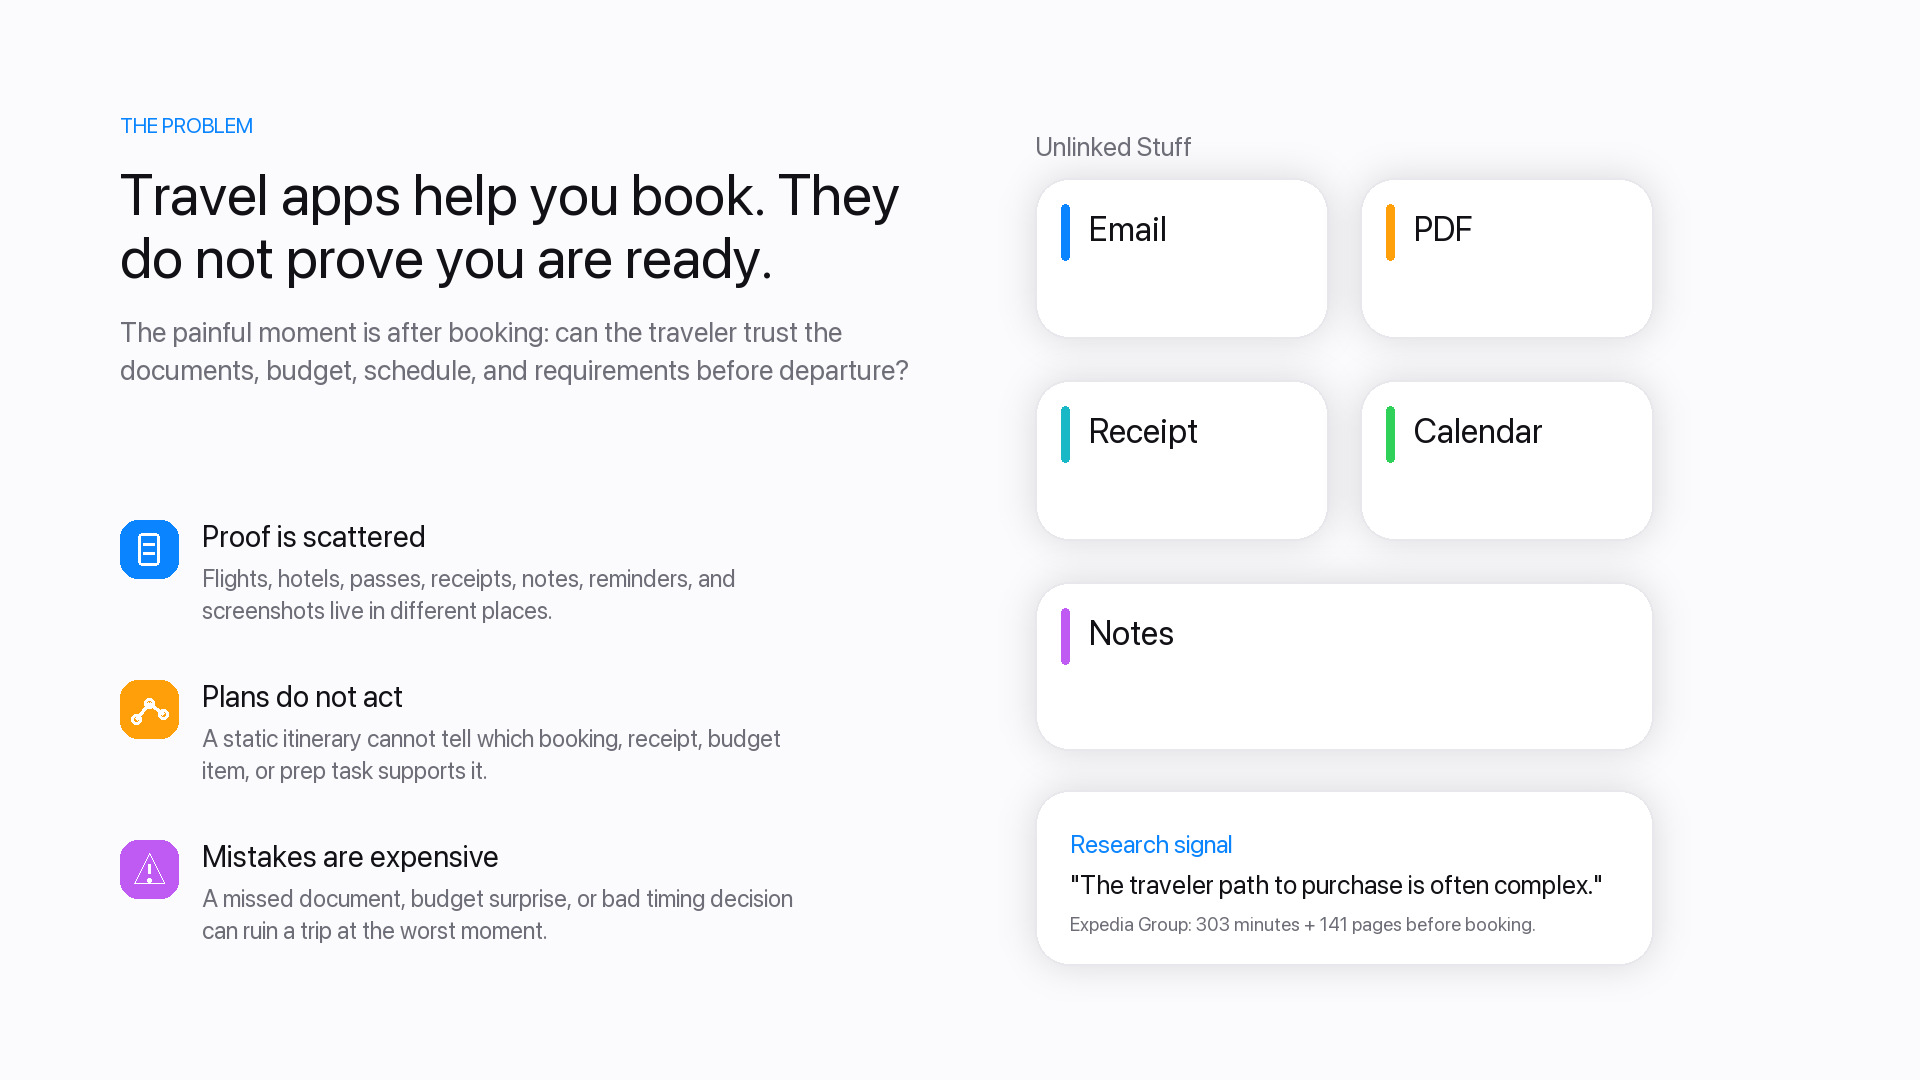 THE PROBLEM
Travel apps help you book. They
do not prove you are ready.
The painful moment is after booking: can the traveler trust the
documents, budget, schedule, and requirements before departure?
Proof is scattered
Flights, hotels, passes, receipts, notes, reminders, and
screenshots live in different places.
Plans do not act
A static itinerary cannot tell which booking, receipt, budget
item, or prep task supports it.
Mistakes are expensive
A missed document, budget surprise, or bad timing decision
can ruin a trip at the worst moment.
Unlinked Stuff
Email
PDF
Receipt
Calendar
Notes
Research signal
"The traveler path to purchase is often complex."
Expedia Group: 303 minutes + 141 pages before booking.